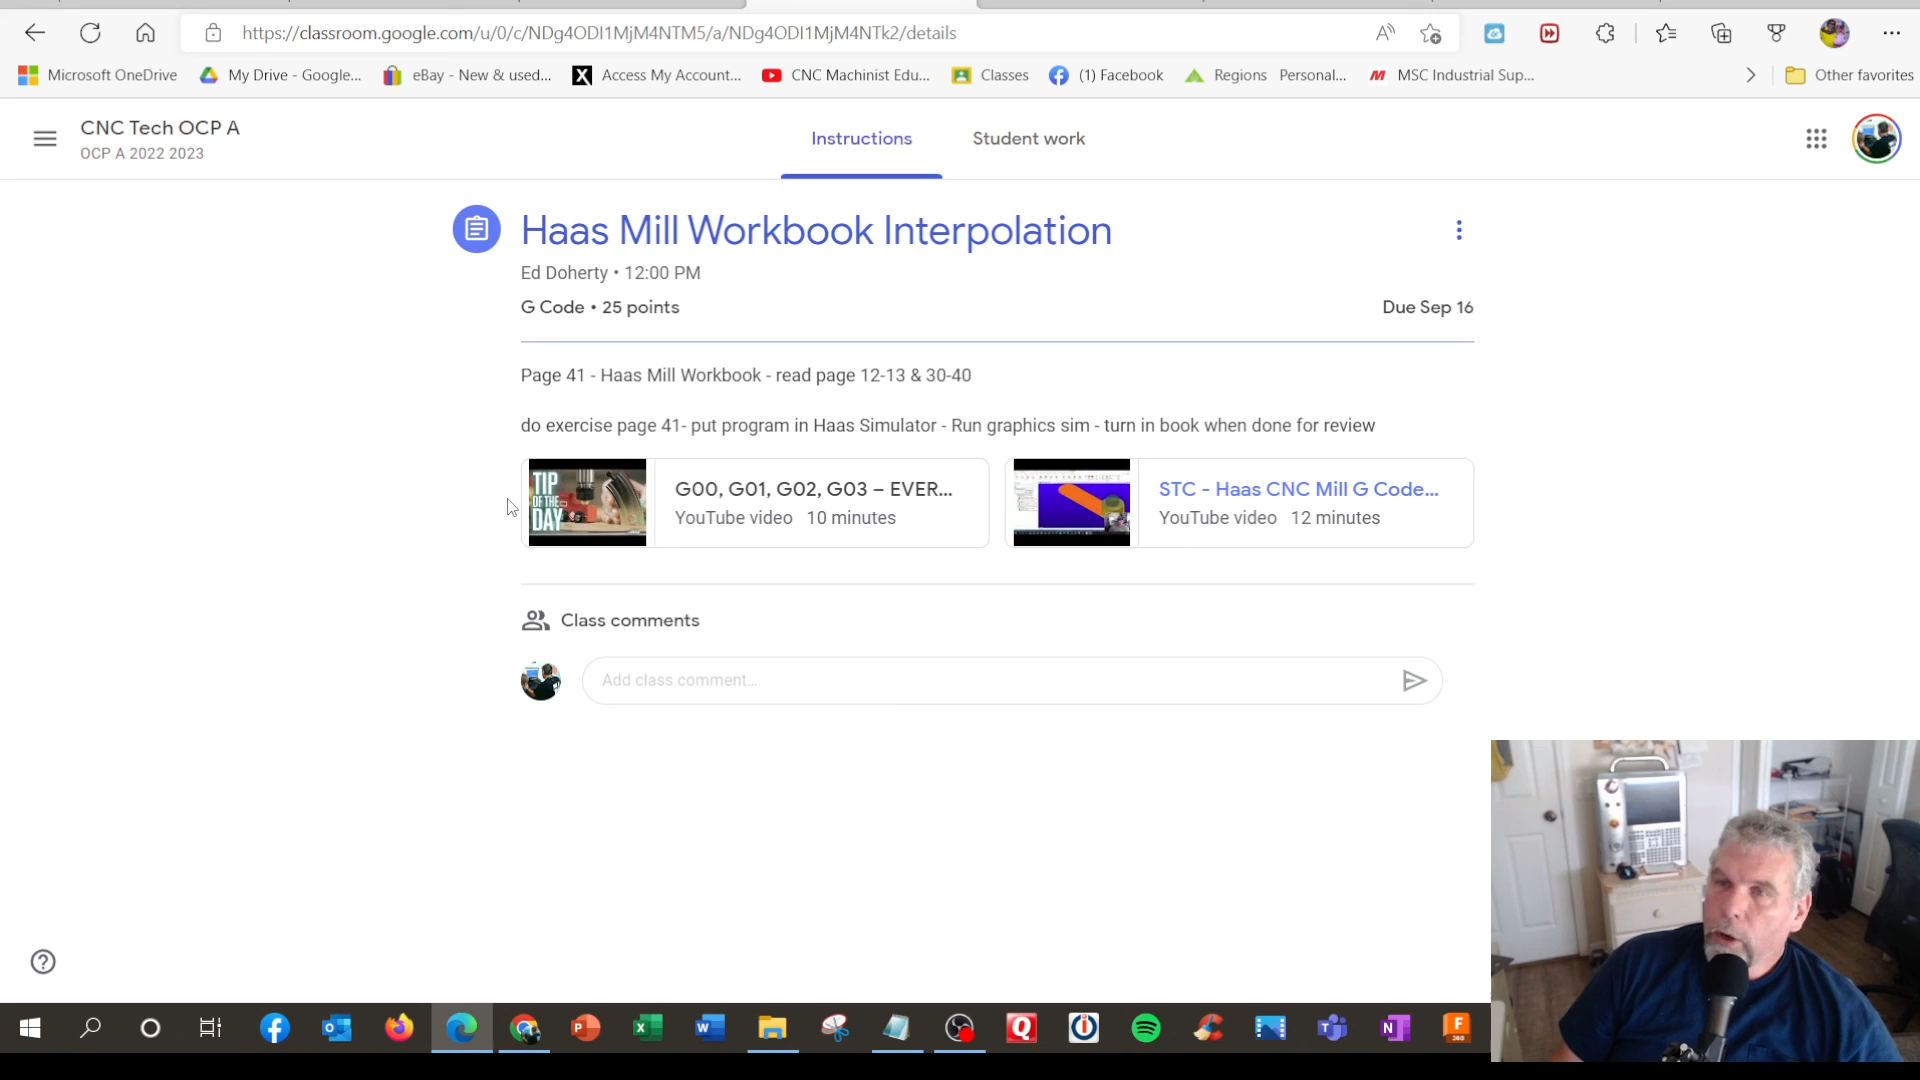 https://classroom.google.com/u/0/c/NDg4ODI1MjM4NTM5/a/NDg4ODI1MjM4NTk2/details
Microsoft OneDrive
My Drive - Google...
eBay - New & used...
Access My Account...
CNC Machinist Edu...
Classes
(1) Facebook
Regions Personal...
MSC Industrial Sup...
Other favorites
CNC Tech OCP A
OCP A 2022 2023
Instructions
Student work
Haas Mill Workbook Interpolation
Ed Doherty • 12:00 PM
G Code • 25 points
Due Sep 16
Page 41 - Haas Mill Workbook - read page 12-13 & 30-40
do exercise page 41- put program in Haas Simulator - Run graphics sim - turn in book when done for review
TIP
OF THE
DAY
G00, G01, G02, G03 – EVER...
YouTube video 10 minutes
STC - Haas CNC Mill G Code...
YouTube video 12 minutes
Class comments
Add class comment...